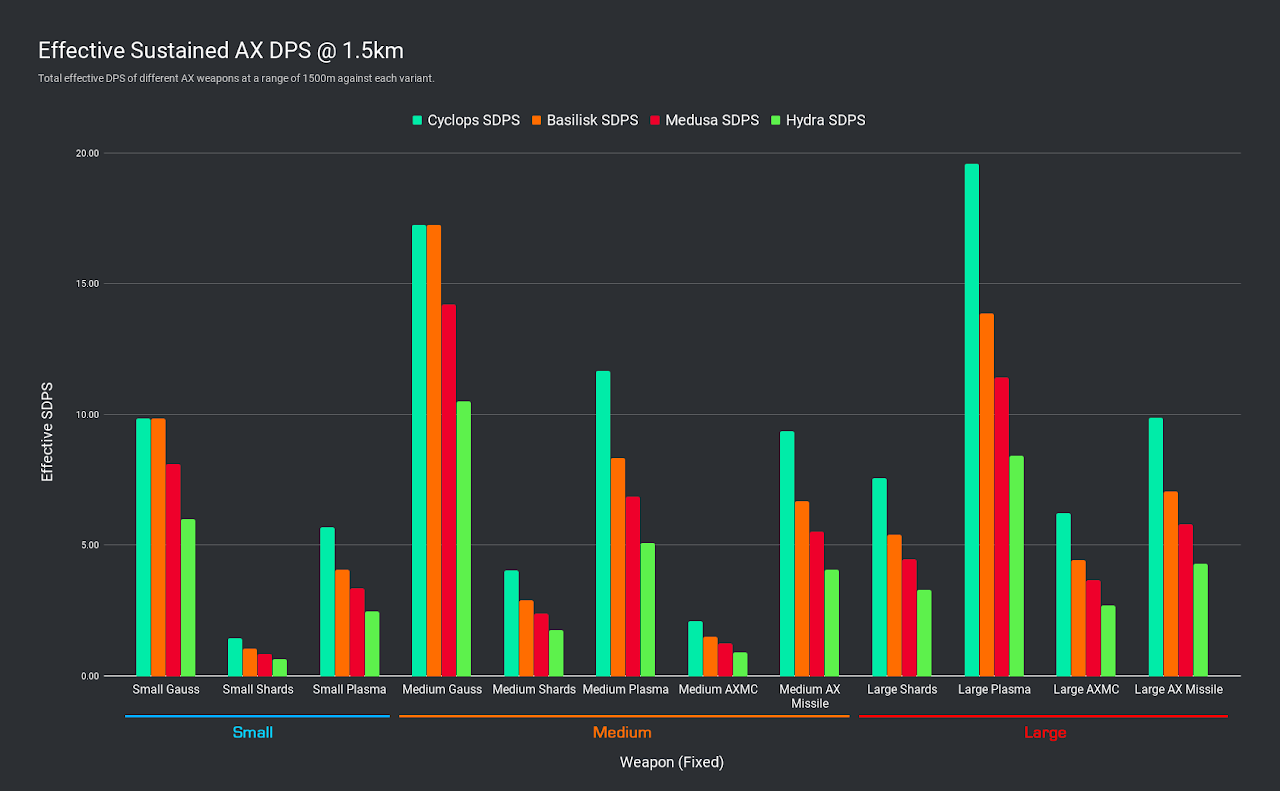 Effective Sustained AX DPS @ 1.5km
Total effective DPS of different AX weapons at a range of 1500m against each variant.
Cyclops SDPS Basilisk SDPS Medusa SDPS Hydra SDPS
20.00
15.00
10.00
5.00
0.00
Effective SDPS
Small Gauss Small Shards Small Plasma Medium Gauss Medium Shards Medium Plasma Medium AXMC Medium AX Large Shards Large Plasma Large AXMC Large AX Missile
Missile
Small Medium Large
Weapon (Fixed)